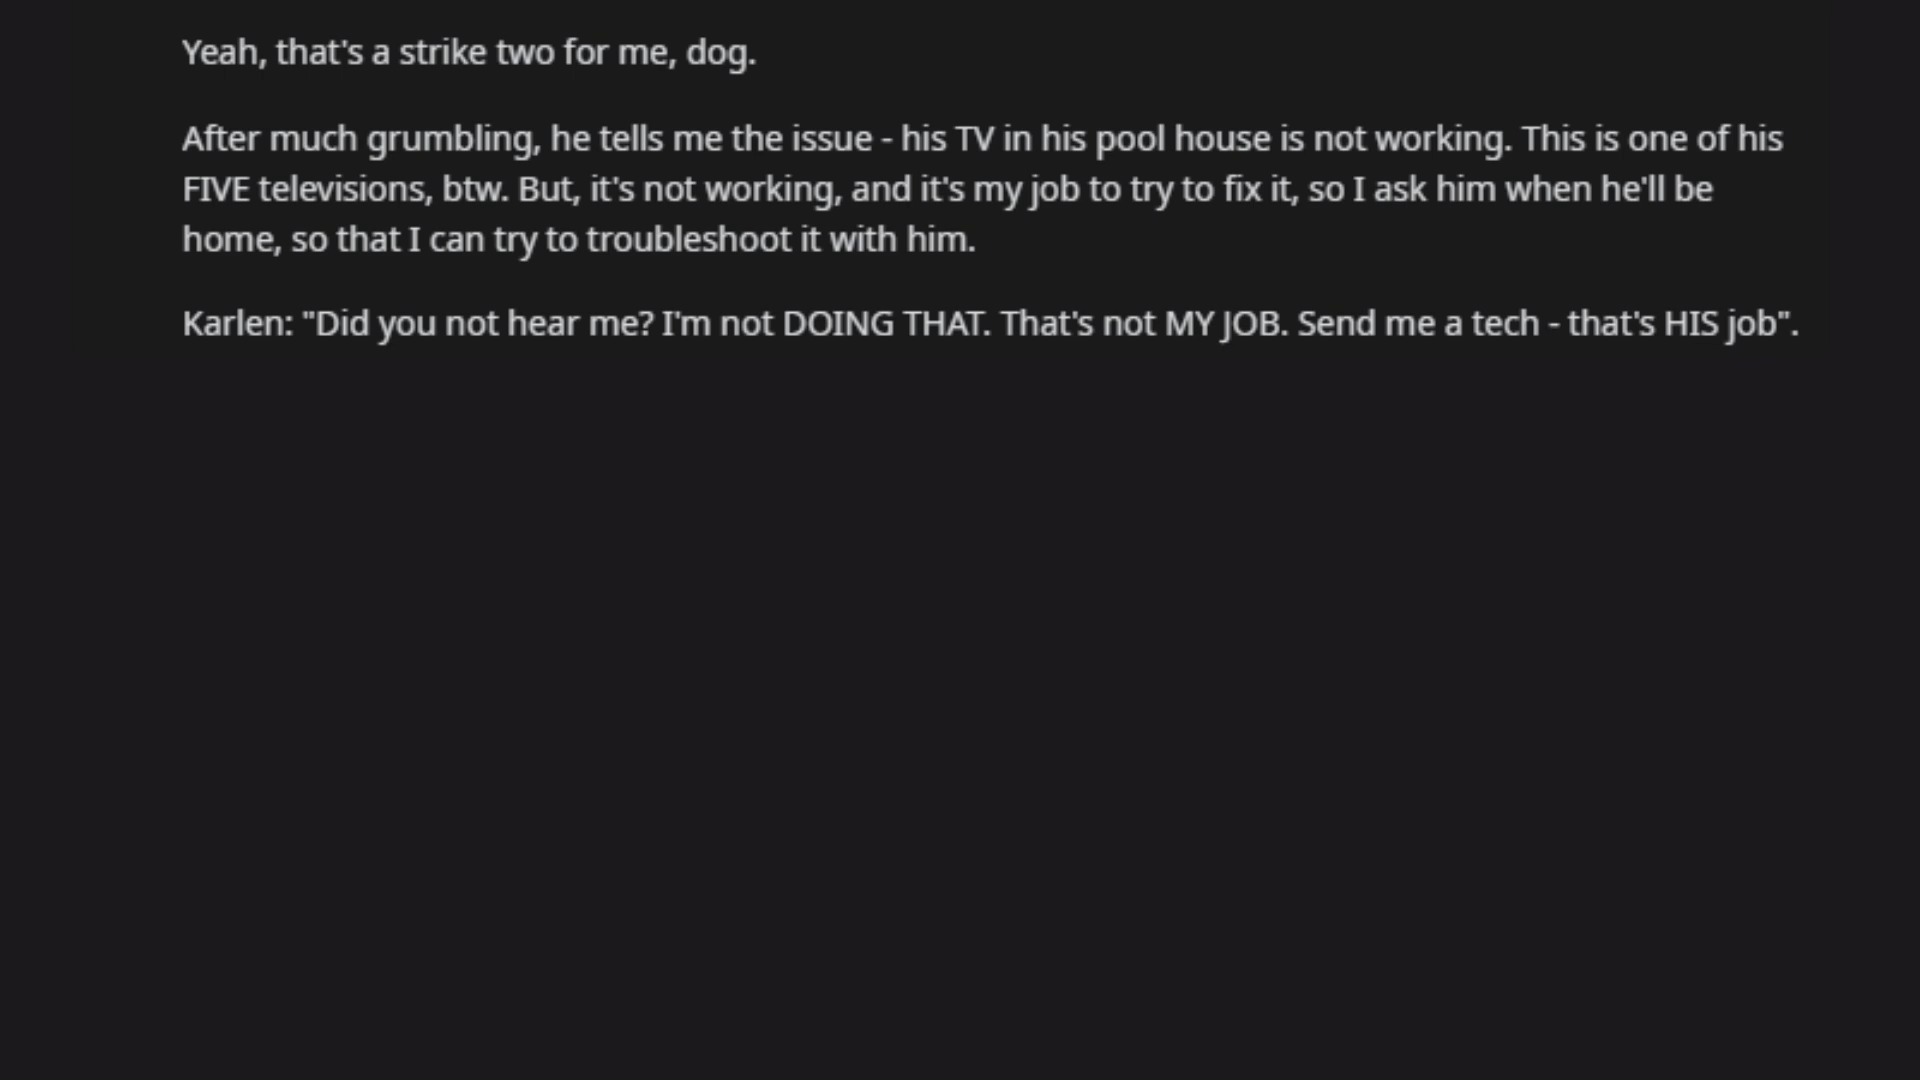 Yeah, that's a strike two for me, dog.
After much grumbling, he tells me the issue - his TV in his pool house is not working. This is one of his
FIVE televisions, btw. But, it's not working, and it's my job to try to fix it, so I ask him when he'll be
home, so that I can try to troubleshoot it with him.
Karlen: "Did you not hear me? I'm not DOING THAT. That's not MY JOB. Send me a tech - that's HIS job".